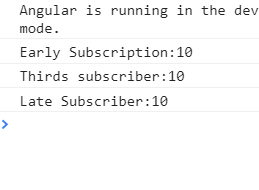 Angular is running in the dev
mode.
Early Subscription:10
Thirds subscriber:10
Late Subscriber:10